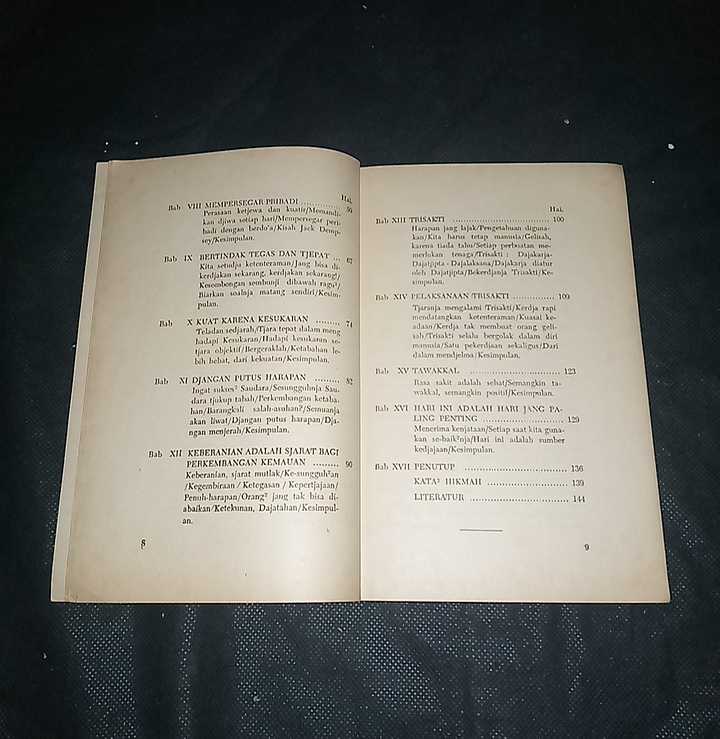 Hal.
Bab VIII MEMPERSEGAR PRIBADI ......... 56
Perasaan ketjewa dan kuatir/Memandi-
kan djiwa setiap hari/Mempersegar pri-
badi dengan berdo'a/Kisah Jack Demp-
sey/Kesimpulan.
Bab IX BERTINDAK TEGAS DAN TJEPAT .. 67
Kita setudju ketenteraman/Jang bisa di-
kerdjakan sekarang, kerdjakan sekarang!/
Kesombongan sembunji dibawah ragu²/
Biarkan soalnja matang sendiri/Kesim-
pulan.
Bab X KUAT KARENA KESUKARAN ...... 74
Teladan sedjarah/Tjara tepat dalam meng
hadapi Kesukaran/Hadapi kesukaran se-
tjara objektif/Bergeraklah/Ketabahan le-
bih hebat, dari kekuatan/Kesimpulan.
Bab XI DJANGAN PUTUS HARAPAN ......... 82
Ingat sukses² Saudara/Sesungguhnja Sau-
dara tjukup tabah/Perkembangan ketaba-
han/Barangkali salah-asuhan?/Semuanja
akan liwat/Djangan putus harapan/Dja-
ngan menjerah/Kesimpulan.
Bab XII KEBERANIAN ADALAH SJARAT BAGI
PERKEMBANGAN KEMAUAN ......... 90
Keberanian, sjarat mutlak/Ke-sungguh²an
/Kegembiraan / Ketegasan / Kepertjajaan/
Penuh-harapan/Orang² jang tak bisa di-
abaikan/Ketekunan, Dajatahan/Kesimpul-
an.
8
Hal.
Bab XIII TRISAKTI ........................ 100
Harapan jang lajak/Pengetahuan diguna-
kan/Kita harus tetap manusia/Gelisah,
karena tiada tahu/Setiap perbuatan me-
merlukan tenaga/Trisakti : Dajakarja-
Dajatjipta - Dajalaksana/Dajakarja diatur
oleh Dajatjipta/Bekerdjanja Trisakti/Ke-
simpulan.
Bab XIV PELAKSANAAN TRISAKTI ............... 109
Tjaranja mengalami Trisakti/Kerdja rapi
mendatangkan ketenteraman/Kuasai ke-
adaan/Kerdja tak membuat orang geli-
sah/Trisakti selalu bergolak dalam diri
manusia/Satu pekerdjaan sekaligus/Dari
dalam mendjelma/Kesimpulan.
Bab XV TAWAKKAL ........................ 123
Rasa sakit adalah sehat/Semangkin ta-
wakkal, semangkin positif/Kesimpulan.
Bab XVI HARI INI ADALAH HARI JANG PA-
LING PENTING ........................ 129
Menerima kenjataan/Setiap saat kita guna-
kan se-baik²nja/Hari ini adalah sumber
kedjajaan/Kesimpulan.
Bab XVII PENUTUP ........................ 136
KATA² HIKMAH ..................... 139
LITERATUR ........................ 144
9